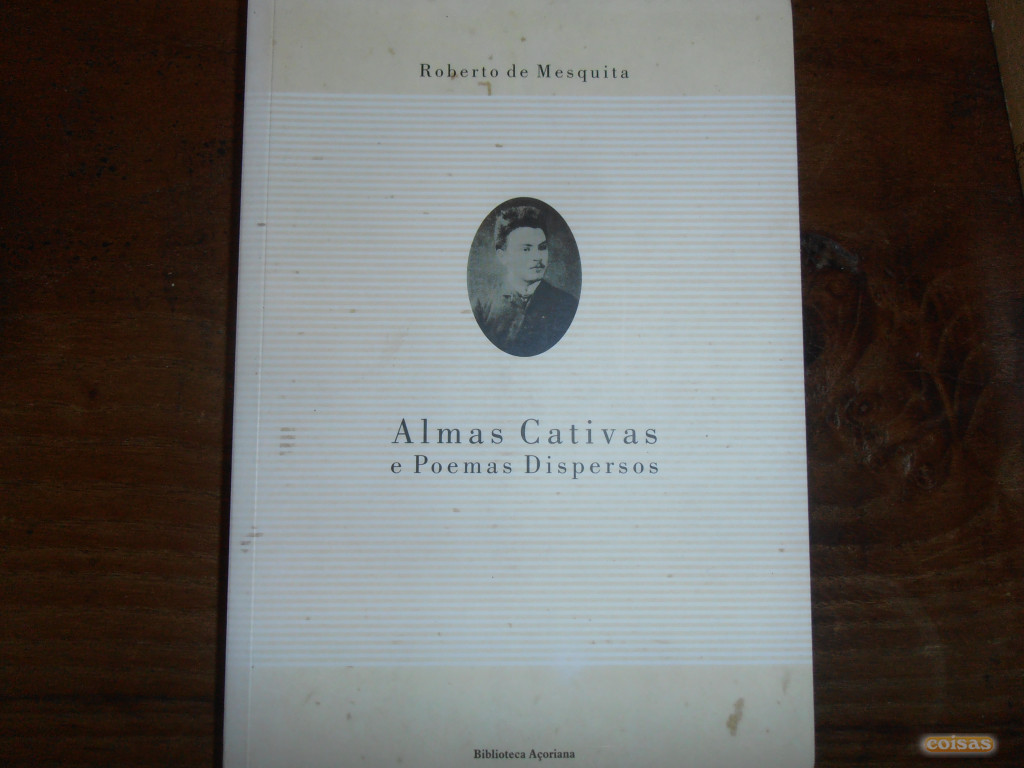 Roberto de Mesquita
Almas Cativas
e Poemas Dispersos
Biblioteca Açoriana
coisas